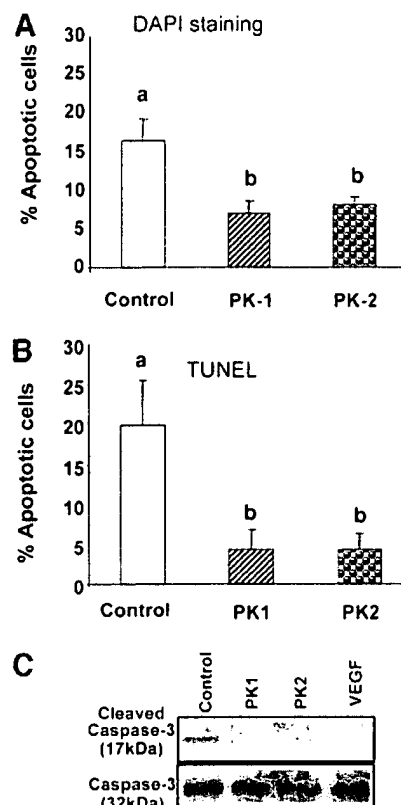 A
DAPI staining
% Apoptotic cells
30
25
20
15
10
5
0
a
b
b
Control PK-1 PK-2
B
TUNEL
% Apoptotic cells
30
25
20
15
10
5
0
a
b
b
Control PK1 PK2
C
Control PK1 PK2 VEGF
Cleaved
Caspase-3
(17kDa)
Caspase-3
(32kDa)